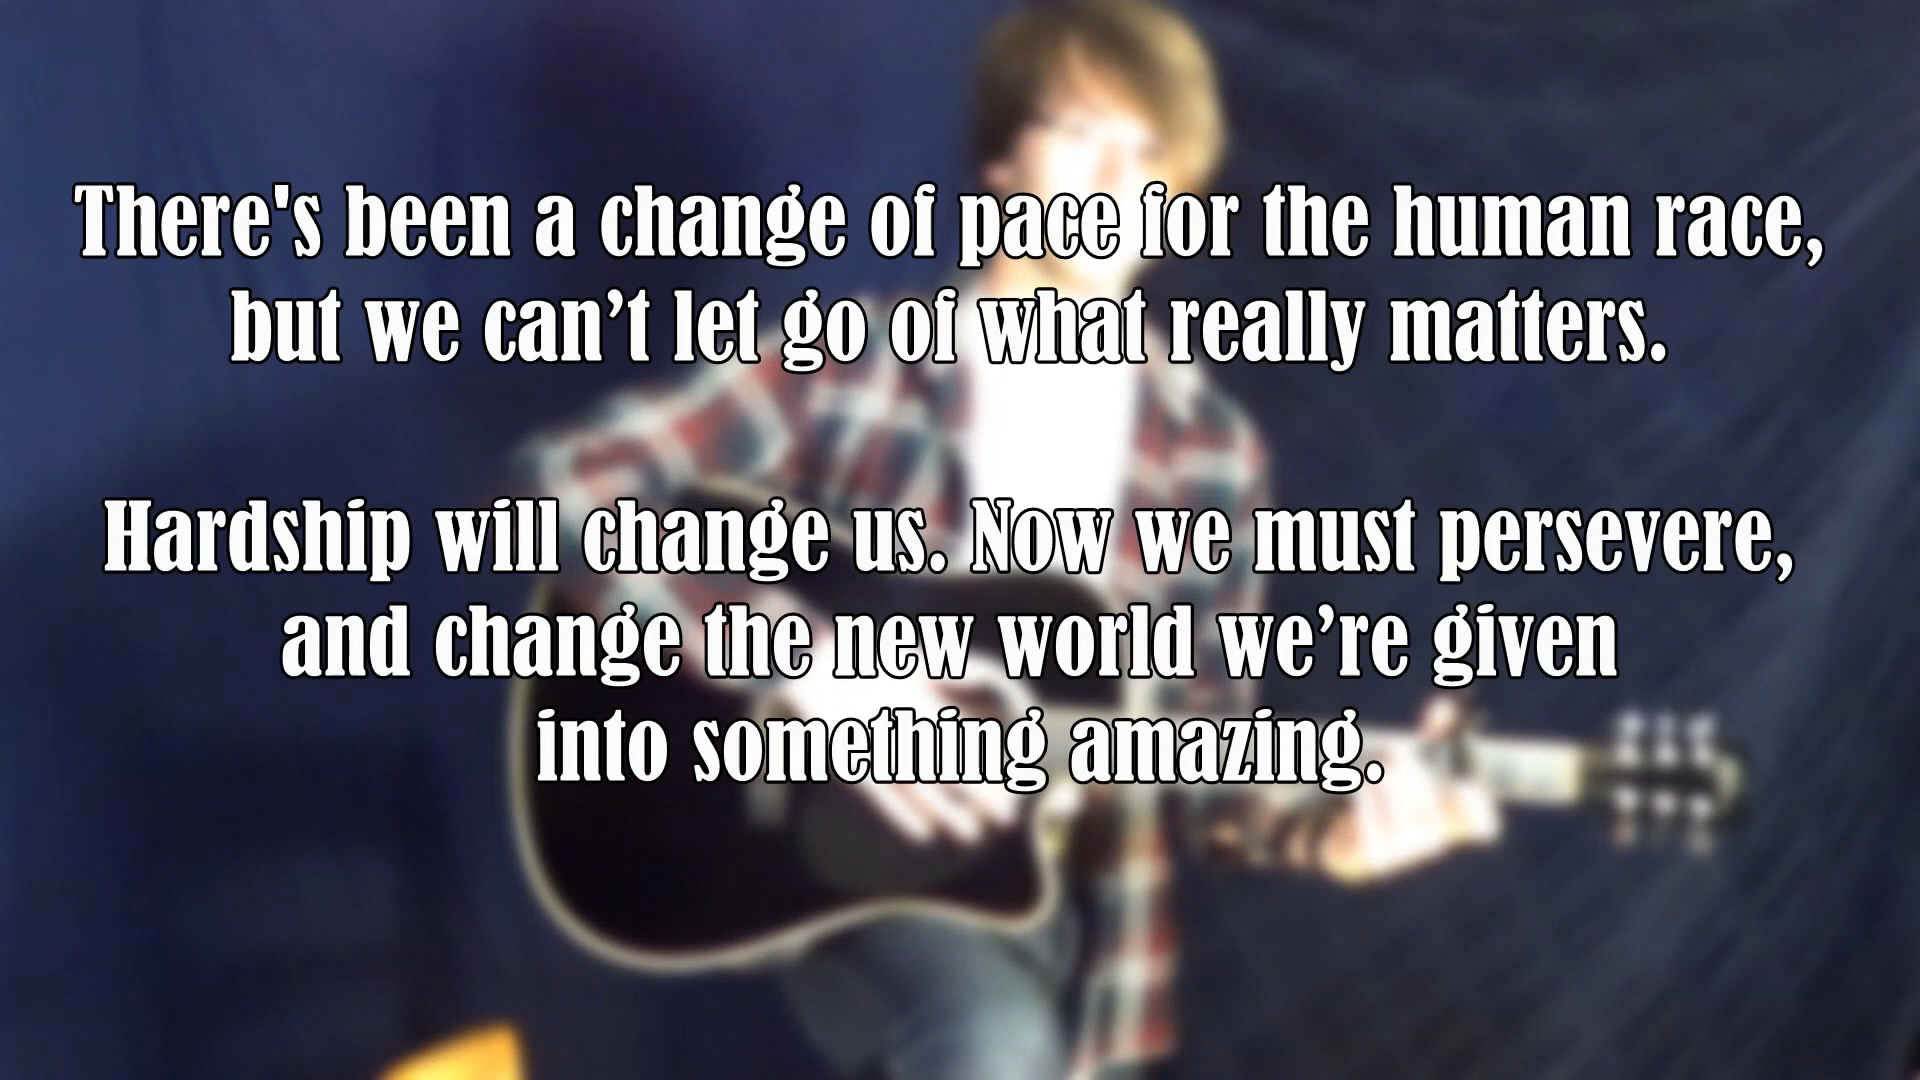 There's been a change of pace for the human race,
but we can’t let go of what really matters.
Hardship will change us. Now we must persevere,
and change the new world we’re given
into something amazing.